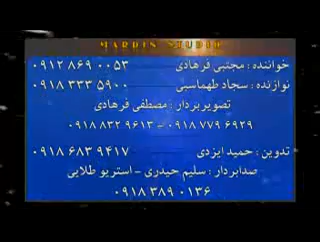 MARDIN STUDIO
خواننده : مجتبی فرهادی ———— ۰۹۱۲ ۸۶۹ ۰۰۵۳
نوازنده : سجاد طهماسبی ———— ۰۹۱۸ ۳۳۳ ۵۹۰۰
تصویربردار : مصطفی فرهادی
۰۹۱۸ ۸۳۲ ۹۶۱۳ – ۰۹۱۸ ۷۷۹ ۶۹۲۹
تدوین : حمید ایزدی ———— ۰۹۱۸ ۶۸۳ ۹۴۱۷
صدابردار : سلیم حیدری – استریو طلایی
۰۹۱۸ ۳۸۹ ۰۱۳۶